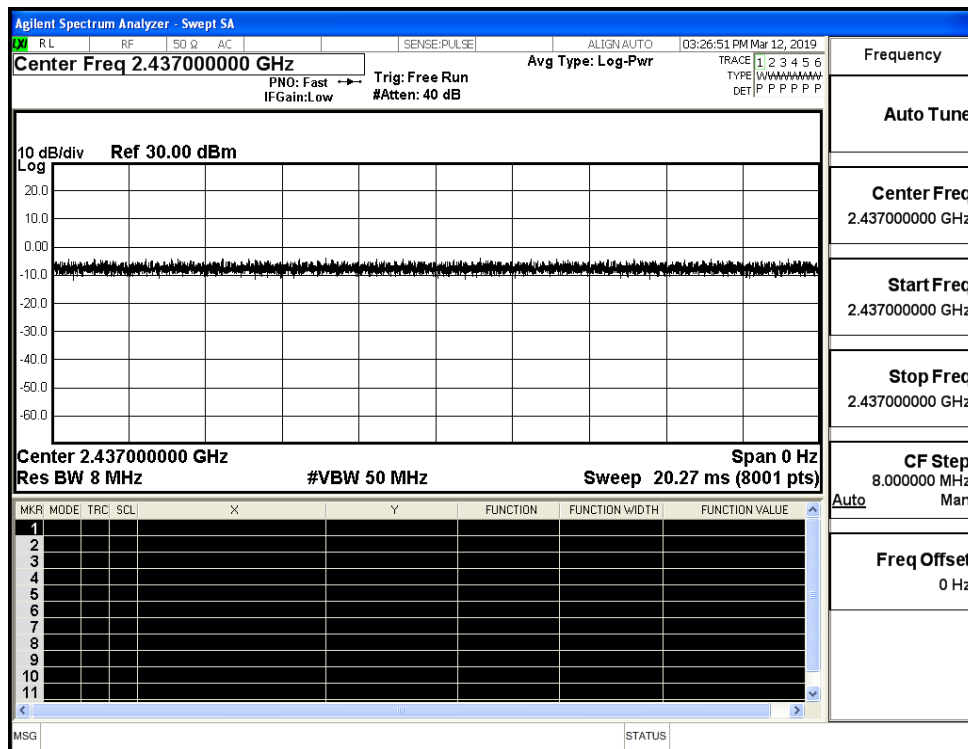 Agilent Spectrum Analyzer - Swept SA
LXI RL RF 50 Ω AC SENSE:PULSE ALIGN AUTO 03:26:51 PM Mar 12, 2019
Center Freq 2.437000000 GHz
PNO: Fast
IFGain:Low
Trig: Free Run
#Atten: 40 dB
Avg Type: Log-Pwr
TRACE 1 2 3 4 5 6
TYPE WWWWWW
DET P P P P P P
10 dB/div Ref 30.00 dBm
Log
20.0
10.0
0.00
-10.0
-20.0
-30.0
-40.0
-50.0
-60.0
Center 2.437000000 GHz Span 0 Hz
Res BW 8 MHz #VBW 50 MHz Sweep 20.27 ms (8001 pts)
MKR MODE TRC SCL X Y FUNCTION FUNCTION WIDTH FUNCTION VALUE
1
2
3
4
5
6
7
8
9
10
11
MSG STATUS
Frequency
Auto Tune
Center Freq
2.437000000 GHz
Start Freq
2.437000000 GHz
Stop Freq
2.437000000 GHz
CF Step
8.000000 MHz
Auto Man
Freq Offset
0 Hz